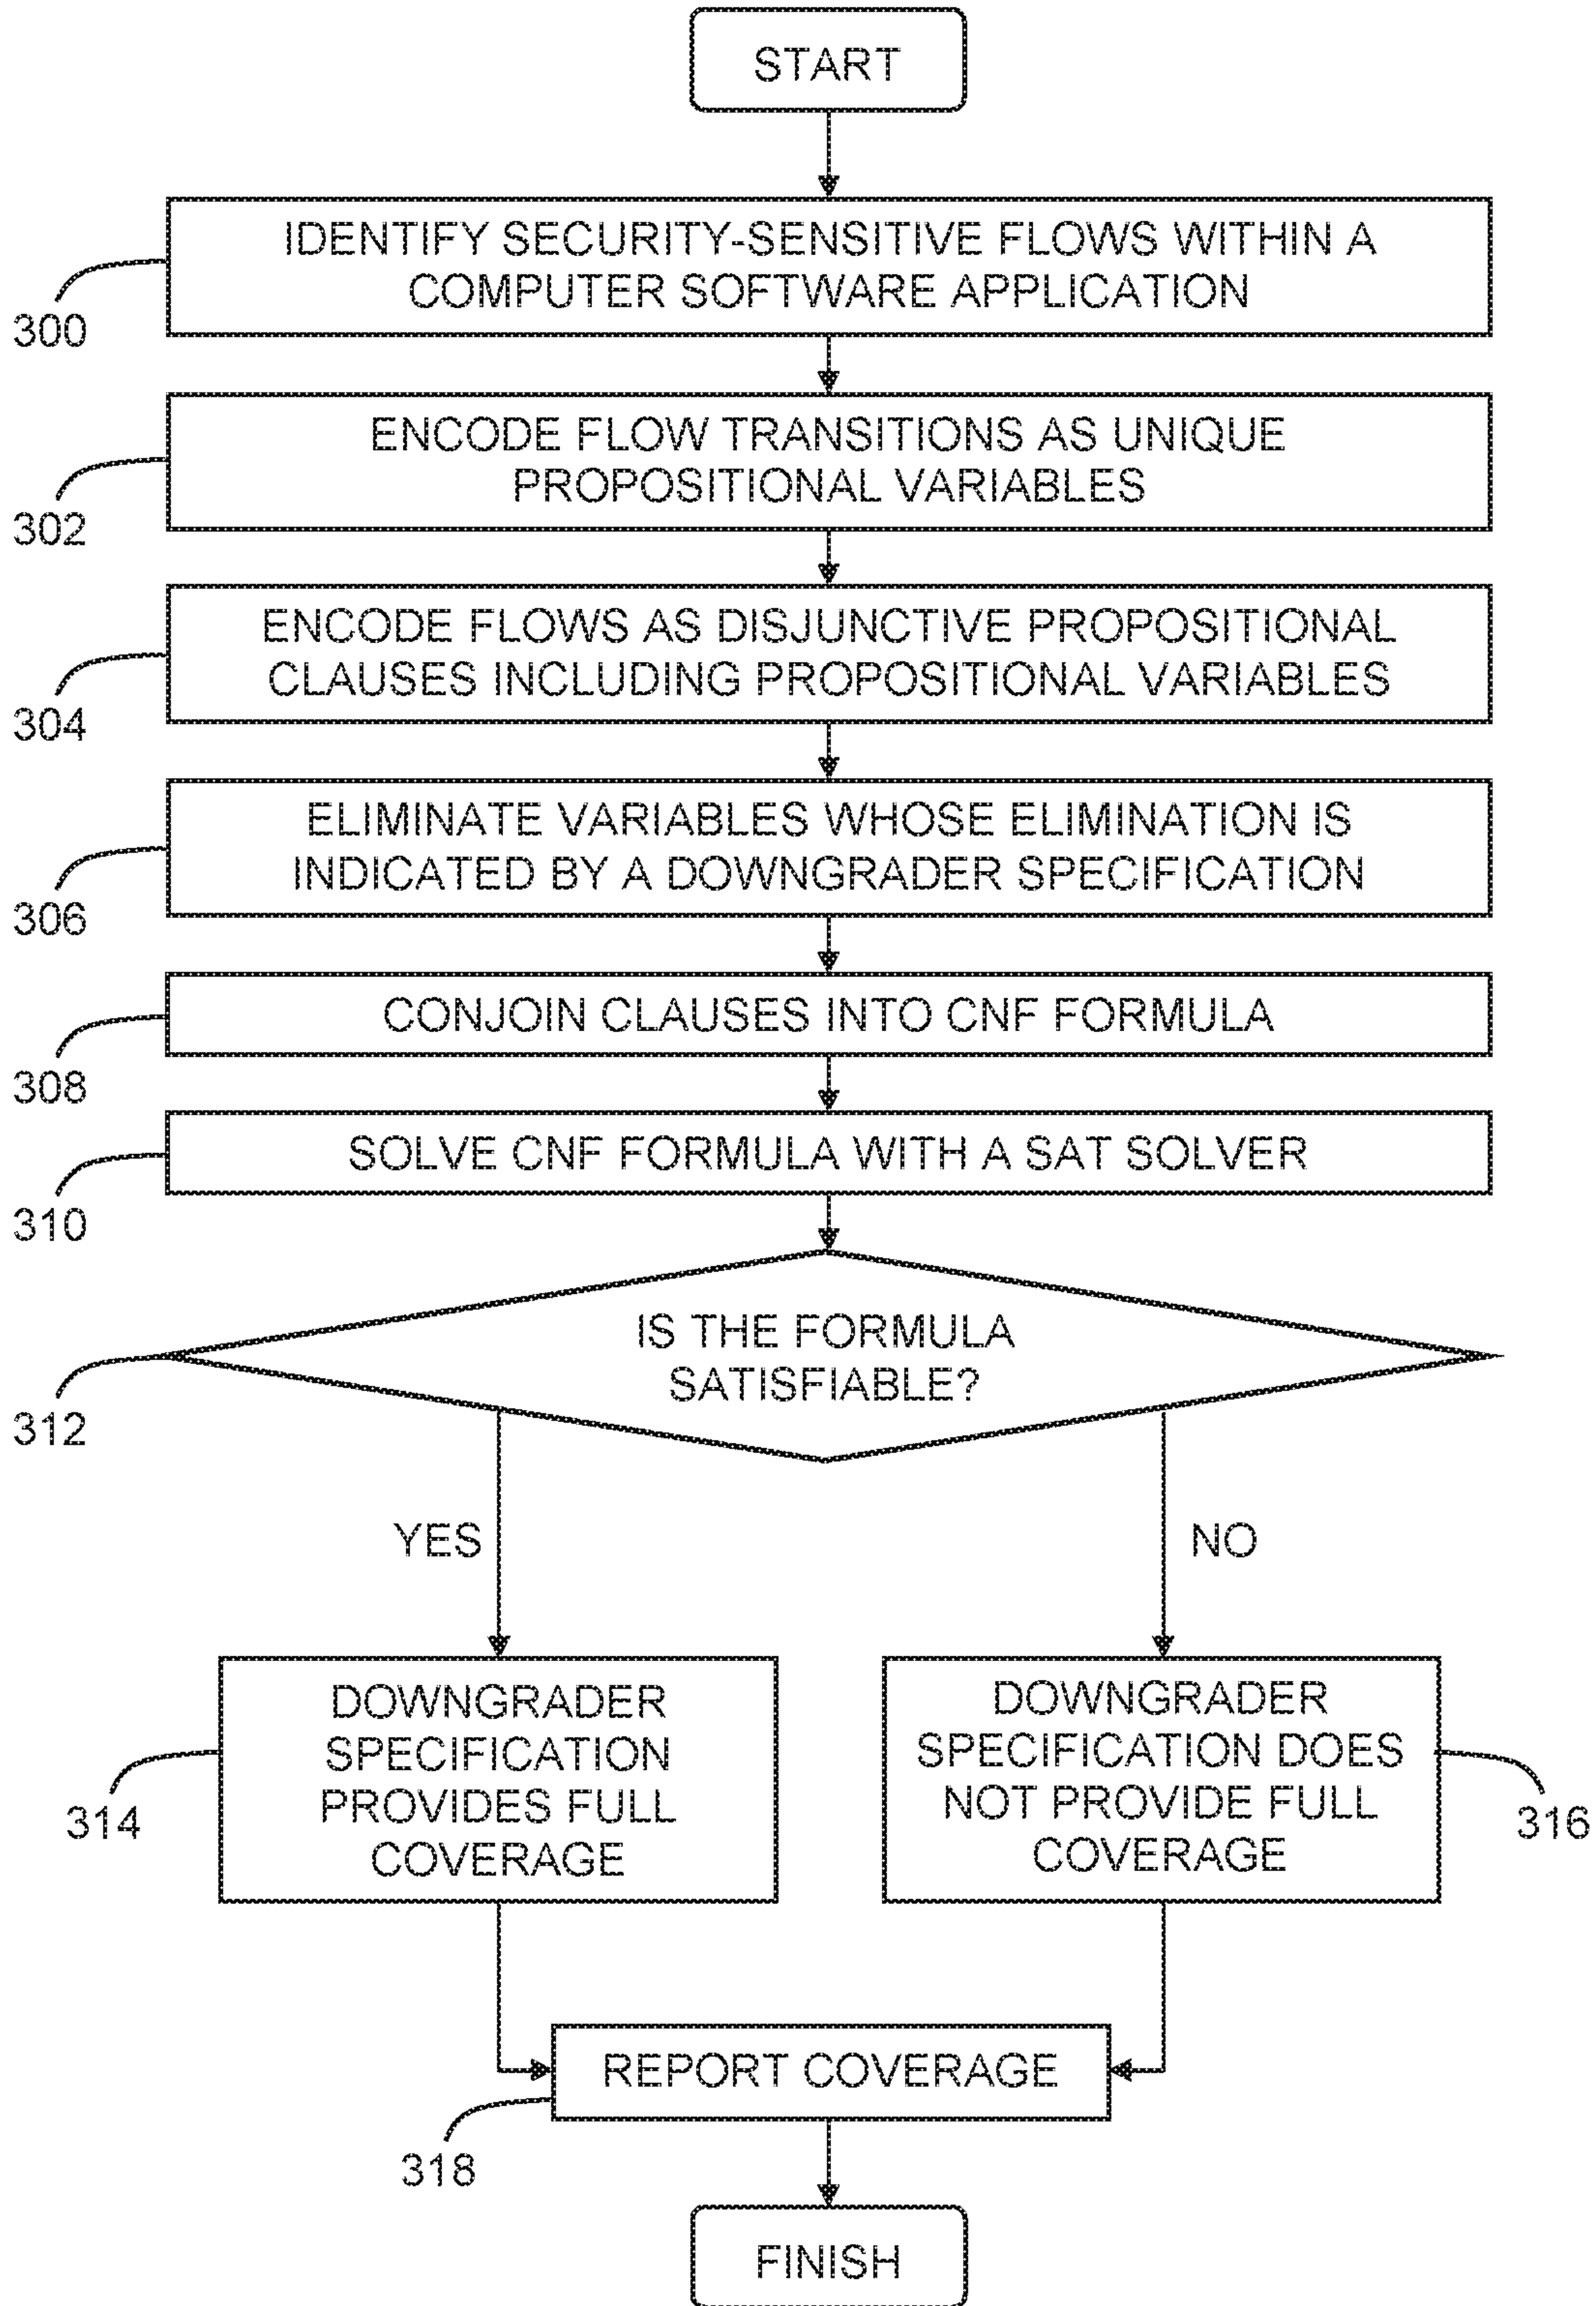 START
IDENTIFY SECURITY-SENSITIVE FLOWS WITHIN A
COMPUTER SOFTWARE APPLICATION
300
ENCODE FLOW TRANSITIONS AS UNIQUE
PROPOSITIONAL VARIABLES
302
ENCODE FLOWS AS DISJUNCTIVE PROPOSITIONAL
CLAUSES INCLUDING PROPOSITIONAL VARIABLES
304
ELIMINATE VARIABLES WHOSE ELIMINATION IS
INDICATED BY A DOWNGRADER SPECIFICATION
306
CONJOIN CLAUSES INTO CNF FORMULA
308
SOLVE CNF FORMULA WITH A SAT SOLVER
310
IS THE FORMULA
SATISFIABLE?
312
YES
NO
DOWNGRADER
SPECIFICATION
PROVIDES FULL
COVERAGE
314
DOWNGRADER
SPECIFICATION DOES
NOT PROVIDE FULL
COVERAGE
316
REPORT COVERAGE
318
FINISH